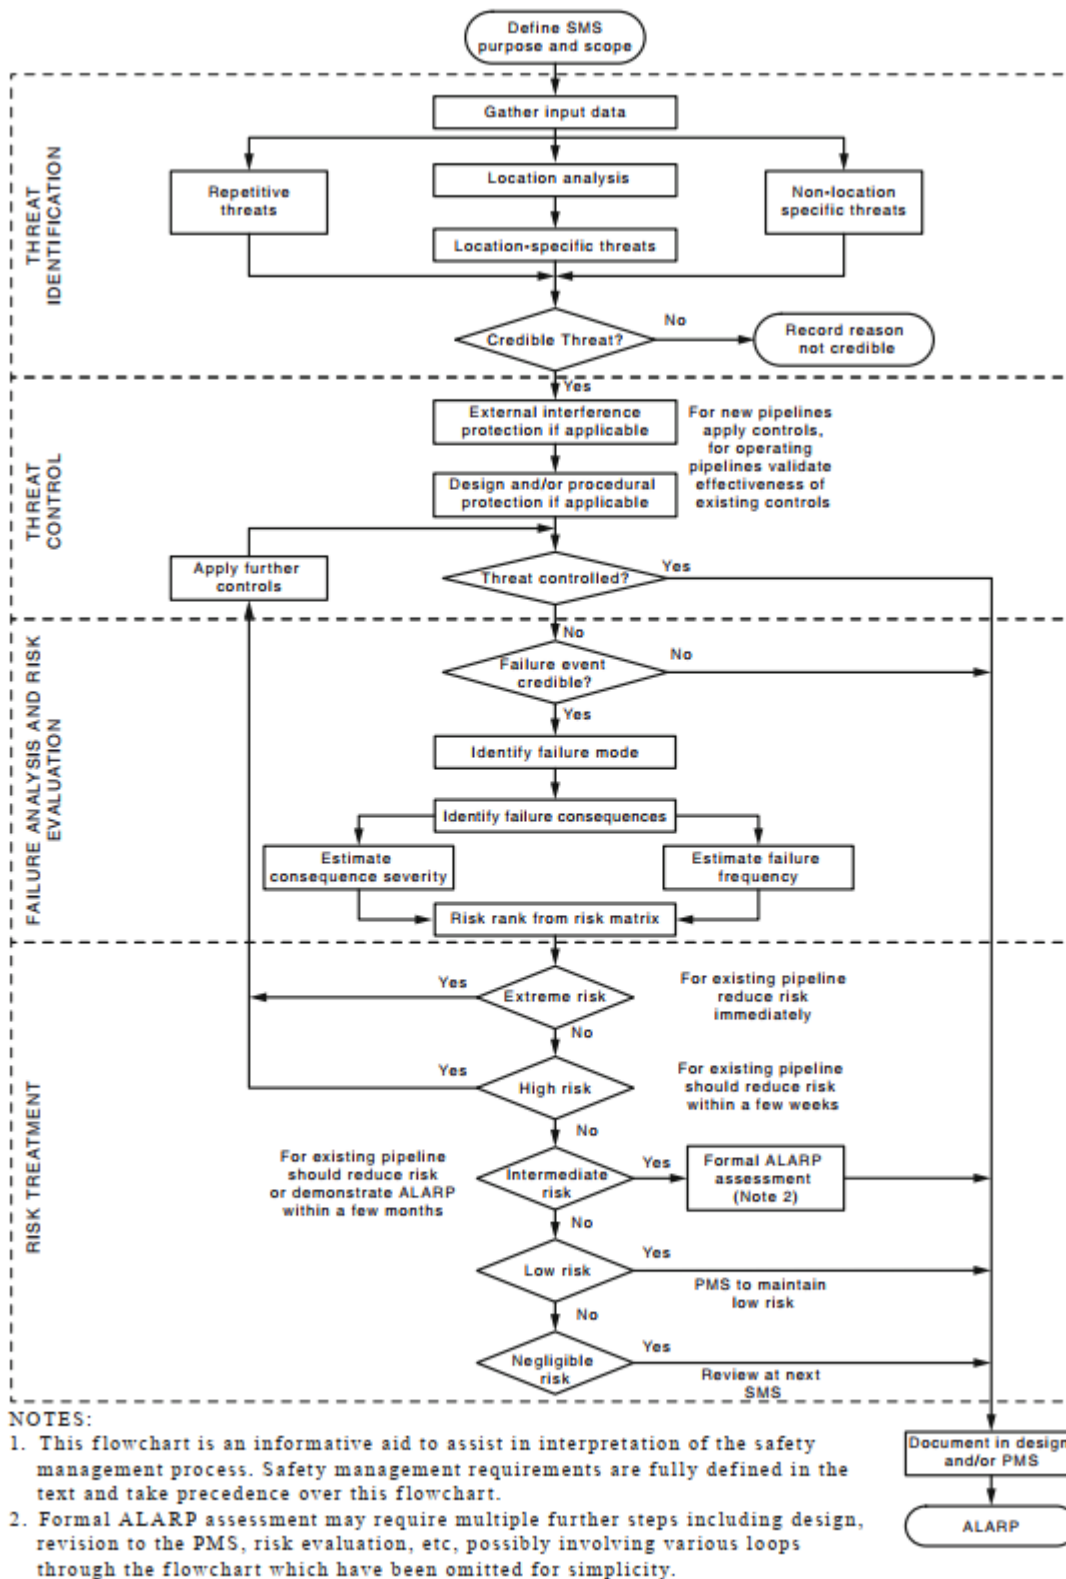 Define SMS
purpose and scope
THREAT
IDENTIFICATION
Gather input data
Repetitive
threats
Location analysis
Non-location
specific threats
Location-specific threats
Credible Threat?
No
Record reason
not credible
Yes
THREAT
CONTROL
External interference
protection if applicable
For new pipelines
apply controls,
for operating
pipelines validate
effectiveness of
existing controls
Design and/or procedural
protection if applicable
Apply further
controls
Threat controlled?
Yes
No
FAILURE ANALYSIS AND RISK
EVALUATION
Failure event
credible?
No
Yes
Identify failure mode
Identify failure consequences
Estimate
consequence severity
Estimate failure
frequency
Risk rank from risk matrix
RISK TREATMENT
Yes
Extreme risk
For existing pipeline
reduce risk
immediately
No
Yes
High risk
For existing pipeline
should reduce risk
within a few weeks
No
For existing pipeline
should reduce risk
or demonstrate ALARP
within a few months
Intermediate
risk
Yes
Formal ALARP
assessment
(Note 2)
No
Low risk
Yes
PMS to maintain
low risk
No
Negligible
risk
Yes
Review at next
SMS
Document in design
and/or PMS
ALARP
NOTES:
1. This flowchart is an informative aid to assist in interpretation of the safety
management process. Safety management requirements are fully defined in the
text and take precedence over this flowchart.
2. Formal ALARP assessment may require multiple further steps including design,
revision to the PMS, risk evaluation, etc, possibly involving various loops
through the flowchart which have been omitted for simplicity.